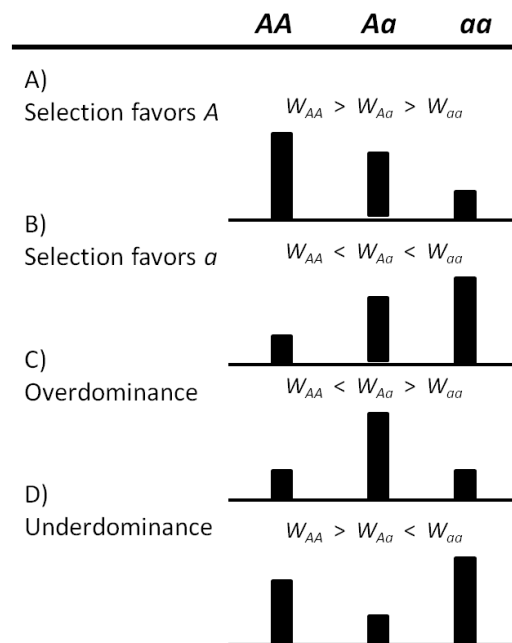 AA Aa aa
A)
Selection favors A
W_AA > W_Aa > W_aa
B)
Selection favors a
W_AA < W_Aa < W_aa
C)
Overdominance
W_AA < W_Aa > W_aa
D)
Underdominance
W_AA > W_Aa < W_aa